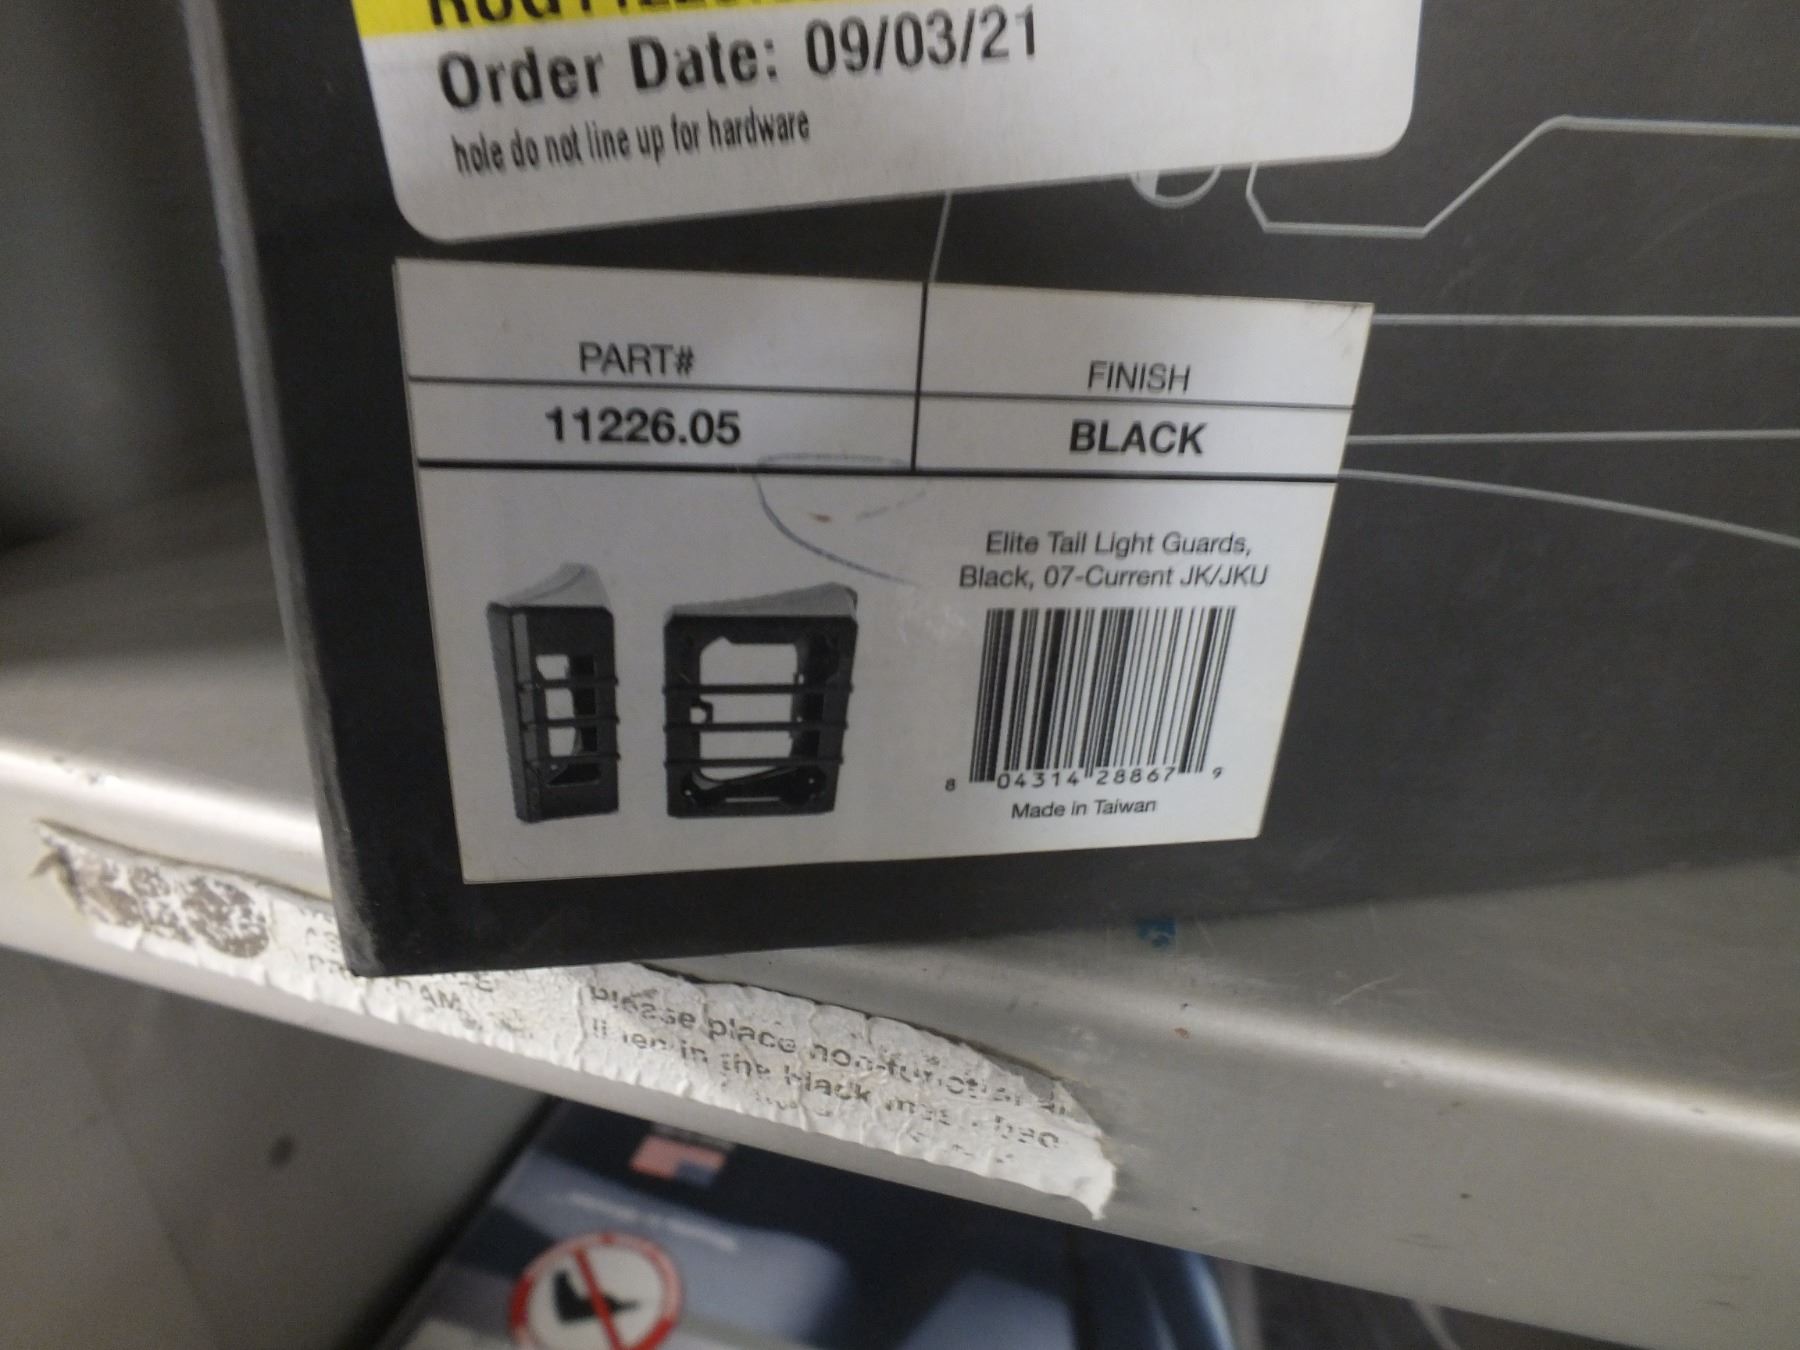 Order Date: 09/03/21
hole do not line up for hardware
PART#
FINISH
11226.05
BLACK
Elite Tail Light Guards,
Black, 07-Current JK/JKU
8 04314 28867 9
Made in Taiwan
Please place non-functional
in the black